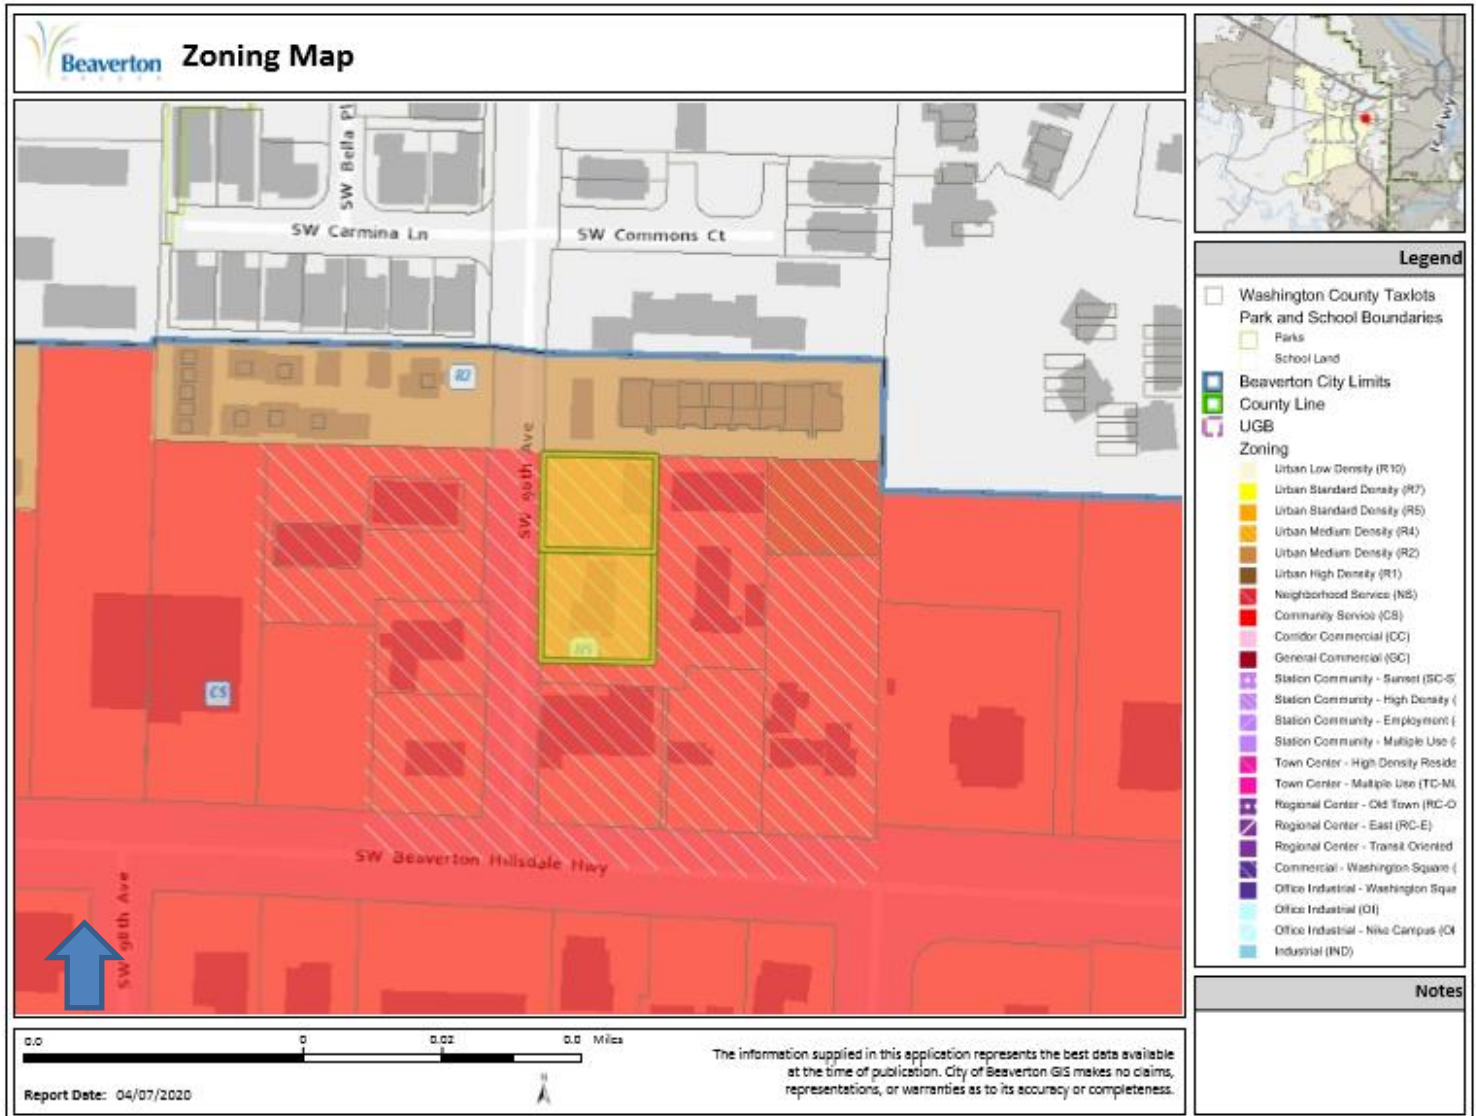 Beaverton
OREGON
Zoning Map
SW Bella Pl
SW Carmina Ln
SW Commons Ct
R2
Ave
CS
SW Beaverton Hillsdale Hwy
SW 98th Ave
Legend
Washington County Taxlots
Park and School Boundaries
Parks
School Land
Beaverton City Limits
County Line
UGB
Zoning
Urban Low Density (R10)
Urban Standard Density (R7)
Urban Standard Density (R5)
Urban Medium Density (R4)
Urban Medium Density (R2)
Urban High Density (R1)
Neighborhood Service (NS)
Community Service (CS)
Corridor Commercial (CC)
General Commercial (GC)
Station Community - Sunset (SC-S
Station Community - High Density (
Station Community - Employment (
Station Community - Multiple Use (
Town Center - High Density Reside
Town Center - Multiple Use (TC-MU
Regional Center - Old Town (RC-O
Regional Center - East (RC-E)
Regional Center - Transit Oriented
Commercial - Washington Square (
Office Industrial - Washington Squa
Office Industrial (OI)
Office Industrial - Nike Campus (OI
Industrial (IND)
Notes
0.0 0 0.02 0.0 Miles
The information supplied in this application represents the best data available
at the time of publication. City of Beaverton GIS makes no claims,
representations, or warranties as to its accuracy or completeness.
Report Date: 04/07/2020
N